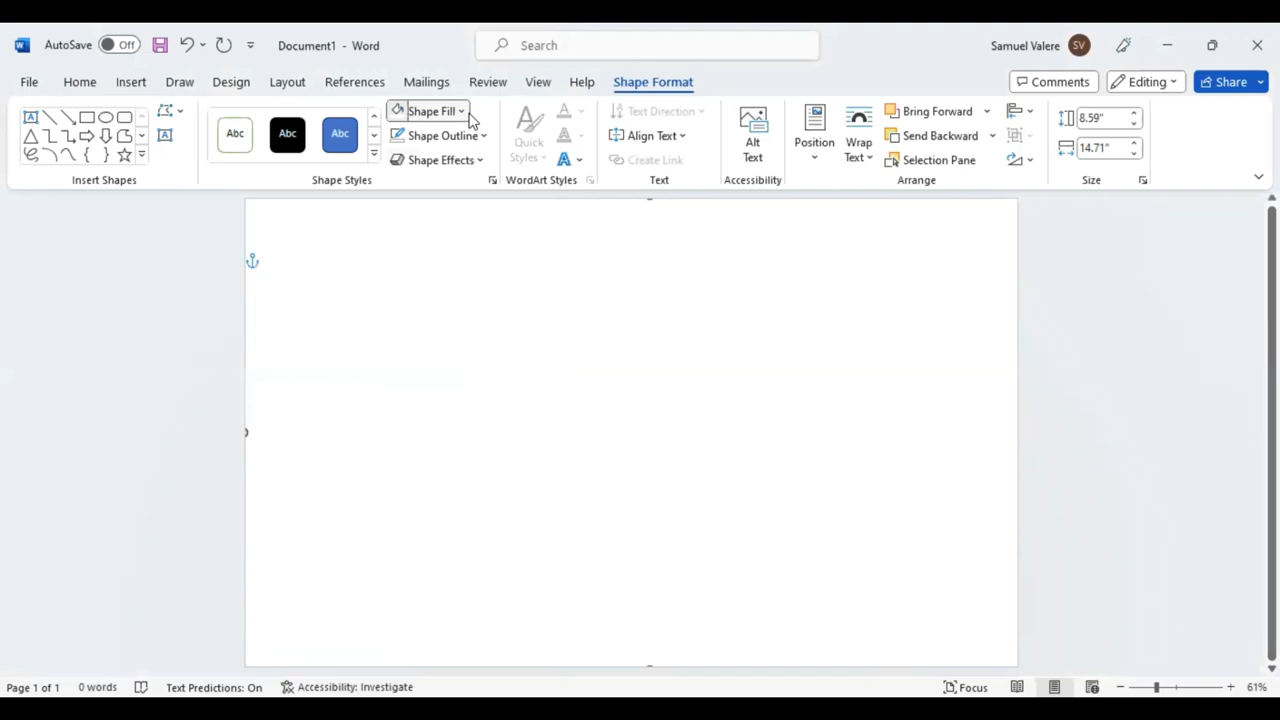 AutoSave Off Document1 - Word Search Samuel Valere SV
File Home Insert Draw Design Layout References Mailings Review View Help Shape Format Comments Editing Share
Shape Fill Text Direction Bring Forward 8.59"
Abc Abc Abc Shape Outline Quick Styles Align Text Alt Text Position Wrap Text Send Backward 14.71"
Shape Effects Create Link Selection Pane
Insert Shapes Shape Styles WordArt Styles Text Accessibility Arrange Size
Page 1 of 1 0 words Text Predictions: On Accessibility: Investigate Focus 61%